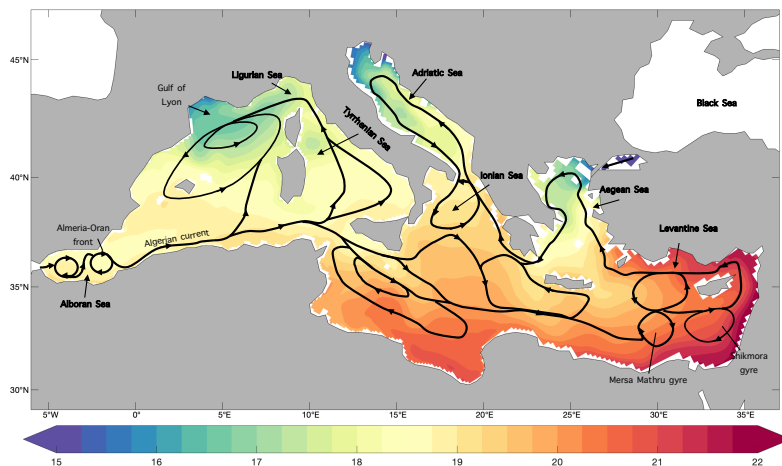 45°N
40°N
35°N
30°N
Ligurian Sea
Adriatic Sea
Gulf of
Lyon
Tyrrhenian Sea
Black Sea
Ionian Sea
Aegean Sea
Almeria-Oran
front
Algerian current
Levantine Sea
Alboran Sea
Shikmora
gyre
Mersa Mathru gyre
5°W 0° 5°E 10°E 15°E 20°E 25°E 30°E 35°E
15 16 17 18 19 20 21 22